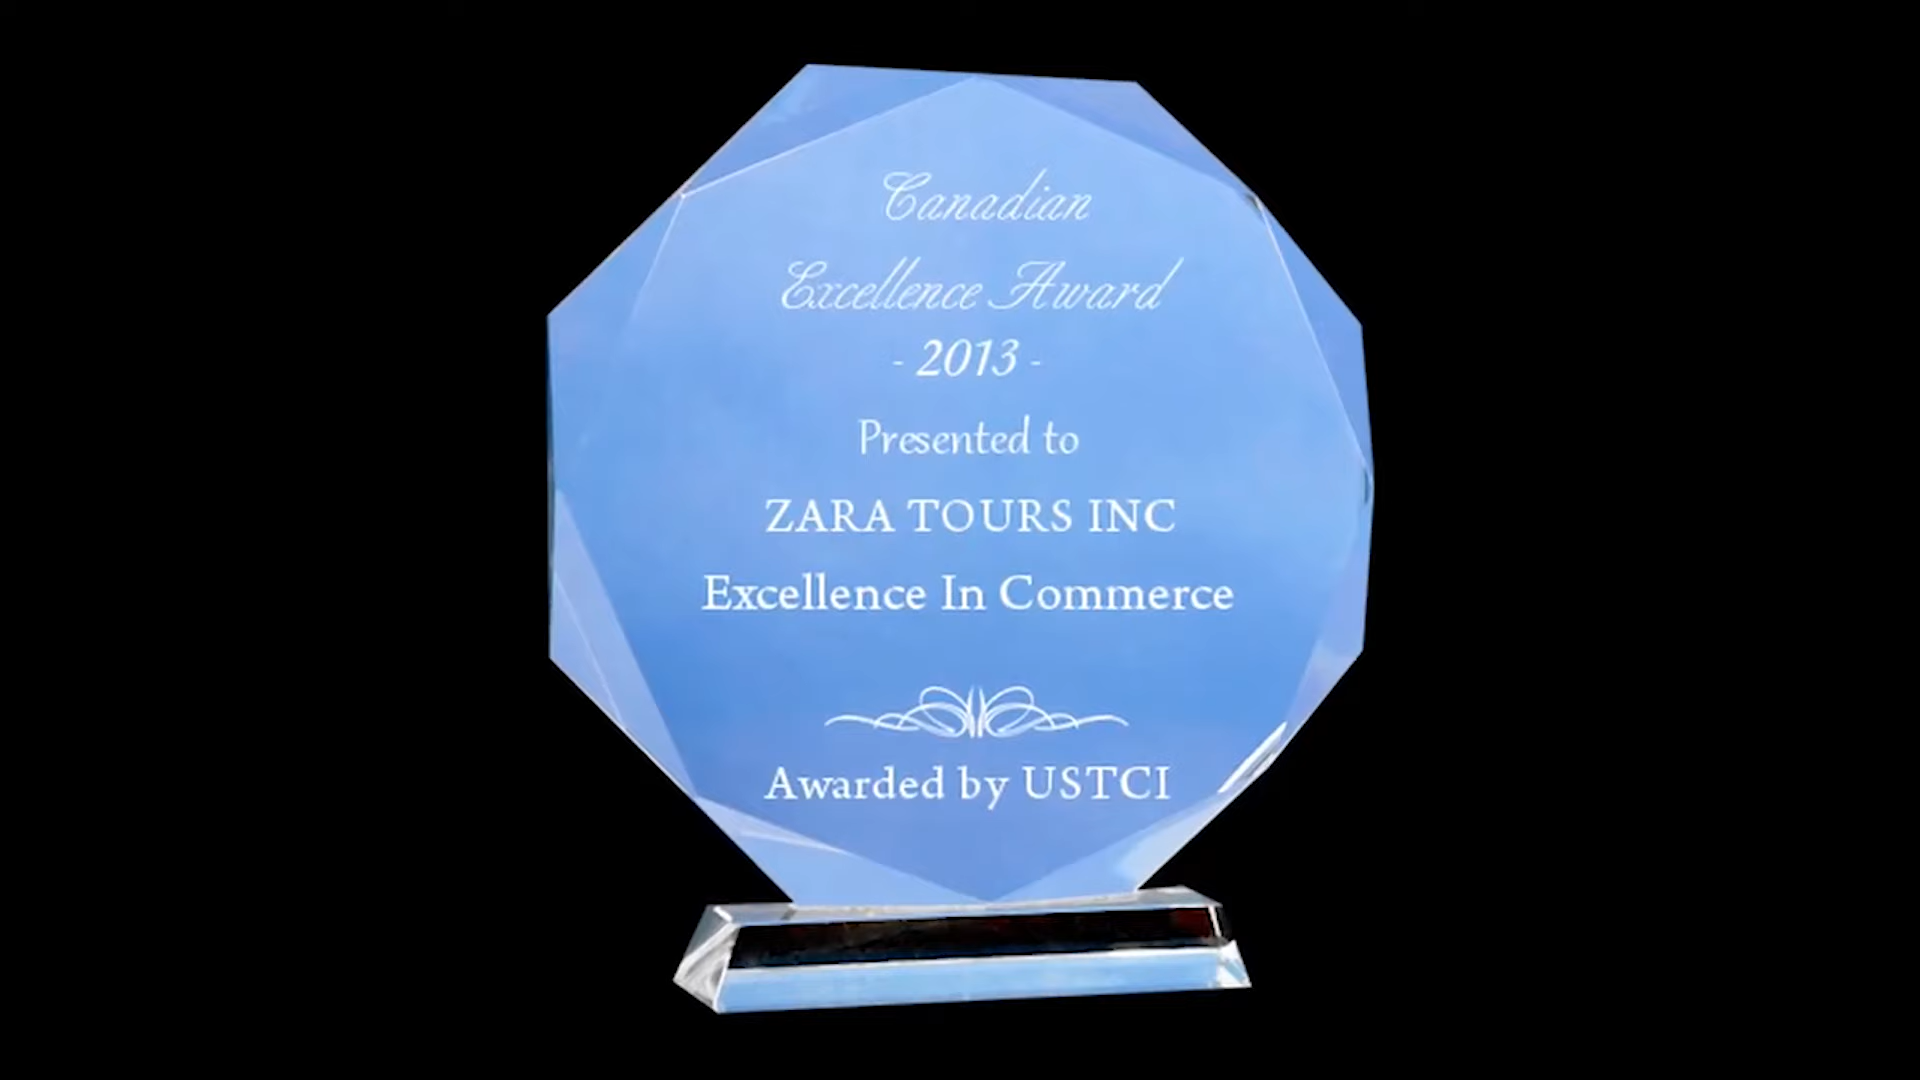 Canadian
Excellence Award
- 2013 -
Presented to
ZARA TOURS INC
Excellence In Commerce
Awarded by USTCI